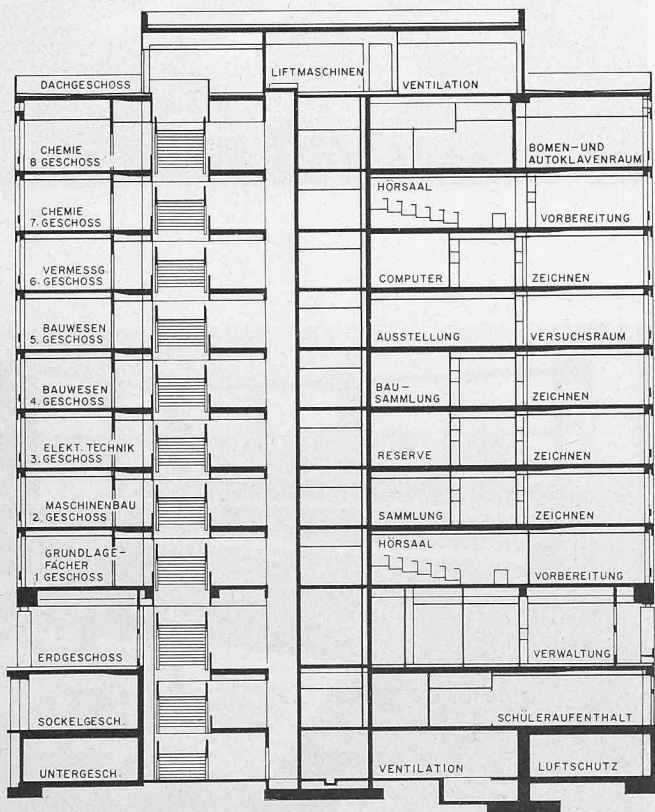 LIFTMASCHINEN
VENTILATION
DACHGESCHOSS
CHEMIE
8 GESCHOSS
BOMEN-UND
AUTOKLAVENRAUM
CHEMIE
7. GESCHOSS
HÖRSAAL
VORBEREITUNG
VERMESSG.
6. GESCHOSS
COMPUTER
ZEICHNEN
BAUWESEN
5. GESCHOSS
AUSSTELLUNG
VERSUCHSRAUM
BAUWESEN
4. GESCHOSS
BAU-
SAMMLUNG
ZEICHNEN
ELEKT. TECHNIK
3. GESCHOSS
RESERVE
ZEICHNEN
MASCHINENBAU
2. GESCHOSS
SAMMLUNG
ZEICHNEN
GRUNDLAGE-
FÄCHER
1 GESCHOSS
HÖRSAAL
VORBEREITUNG
ERDGESCHOSS
VERWALTUNG
SOCKELGESCH.
SCHÜLERAUFENTHALT
UNTERGESCH.
VENTILATION
LUFTSCHUTZ